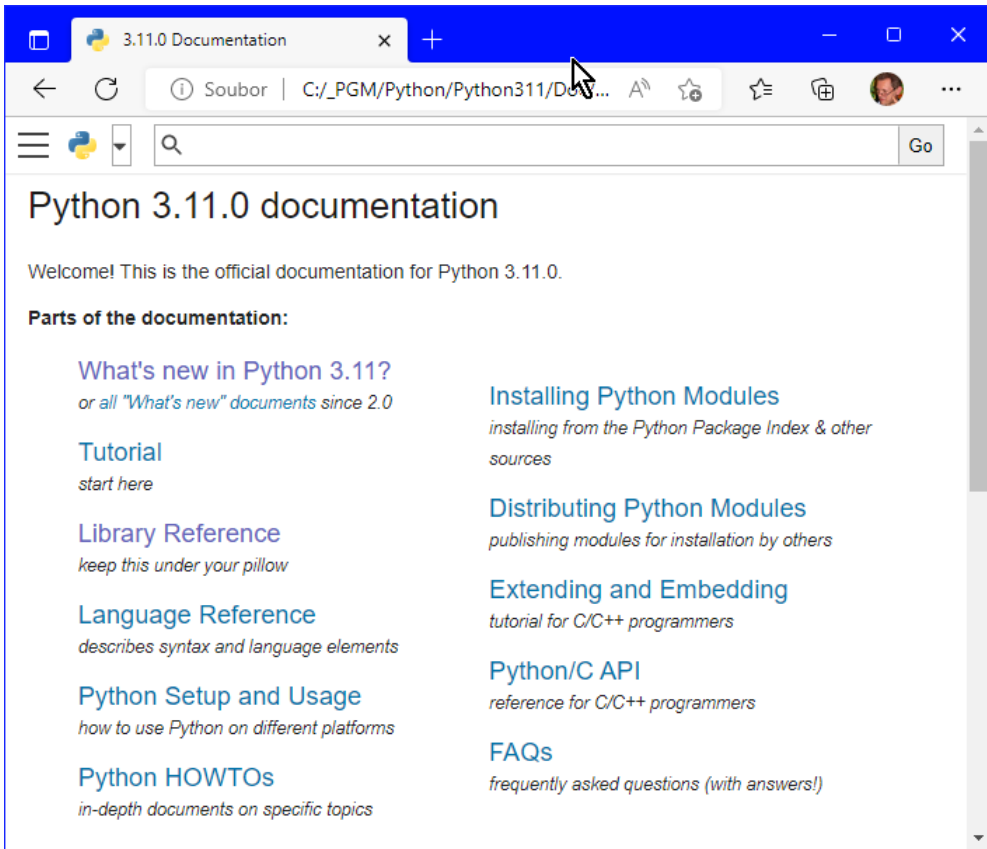 3.11.0 Documentation
Soubor
C:/_PGM/Python/Python311/Do
Go
Python 3.11.0 documentation
Welcome! This is the official documentation for Python 3.11.0.
Parts of the documentation:
What's new in Python 3.11?
or all "What's new" documents since 2.0
Tutorial
start here
Library Reference
keep this under your pillow
Language Reference
describes syntax and language elements
Python Setup and Usage
how to use Python on different platforms
Python HOWTOs
in-depth documents on specific topics
Installing Python Modules
installing from the Python Package Index & other
sources
Distributing Python Modules
publishing modules for installation by others
Extending and Embedding
tutorial for C/C++ programmers
Python/C API
reference for C/C++ programmers
FAQs
frequently asked questions (with answers!)